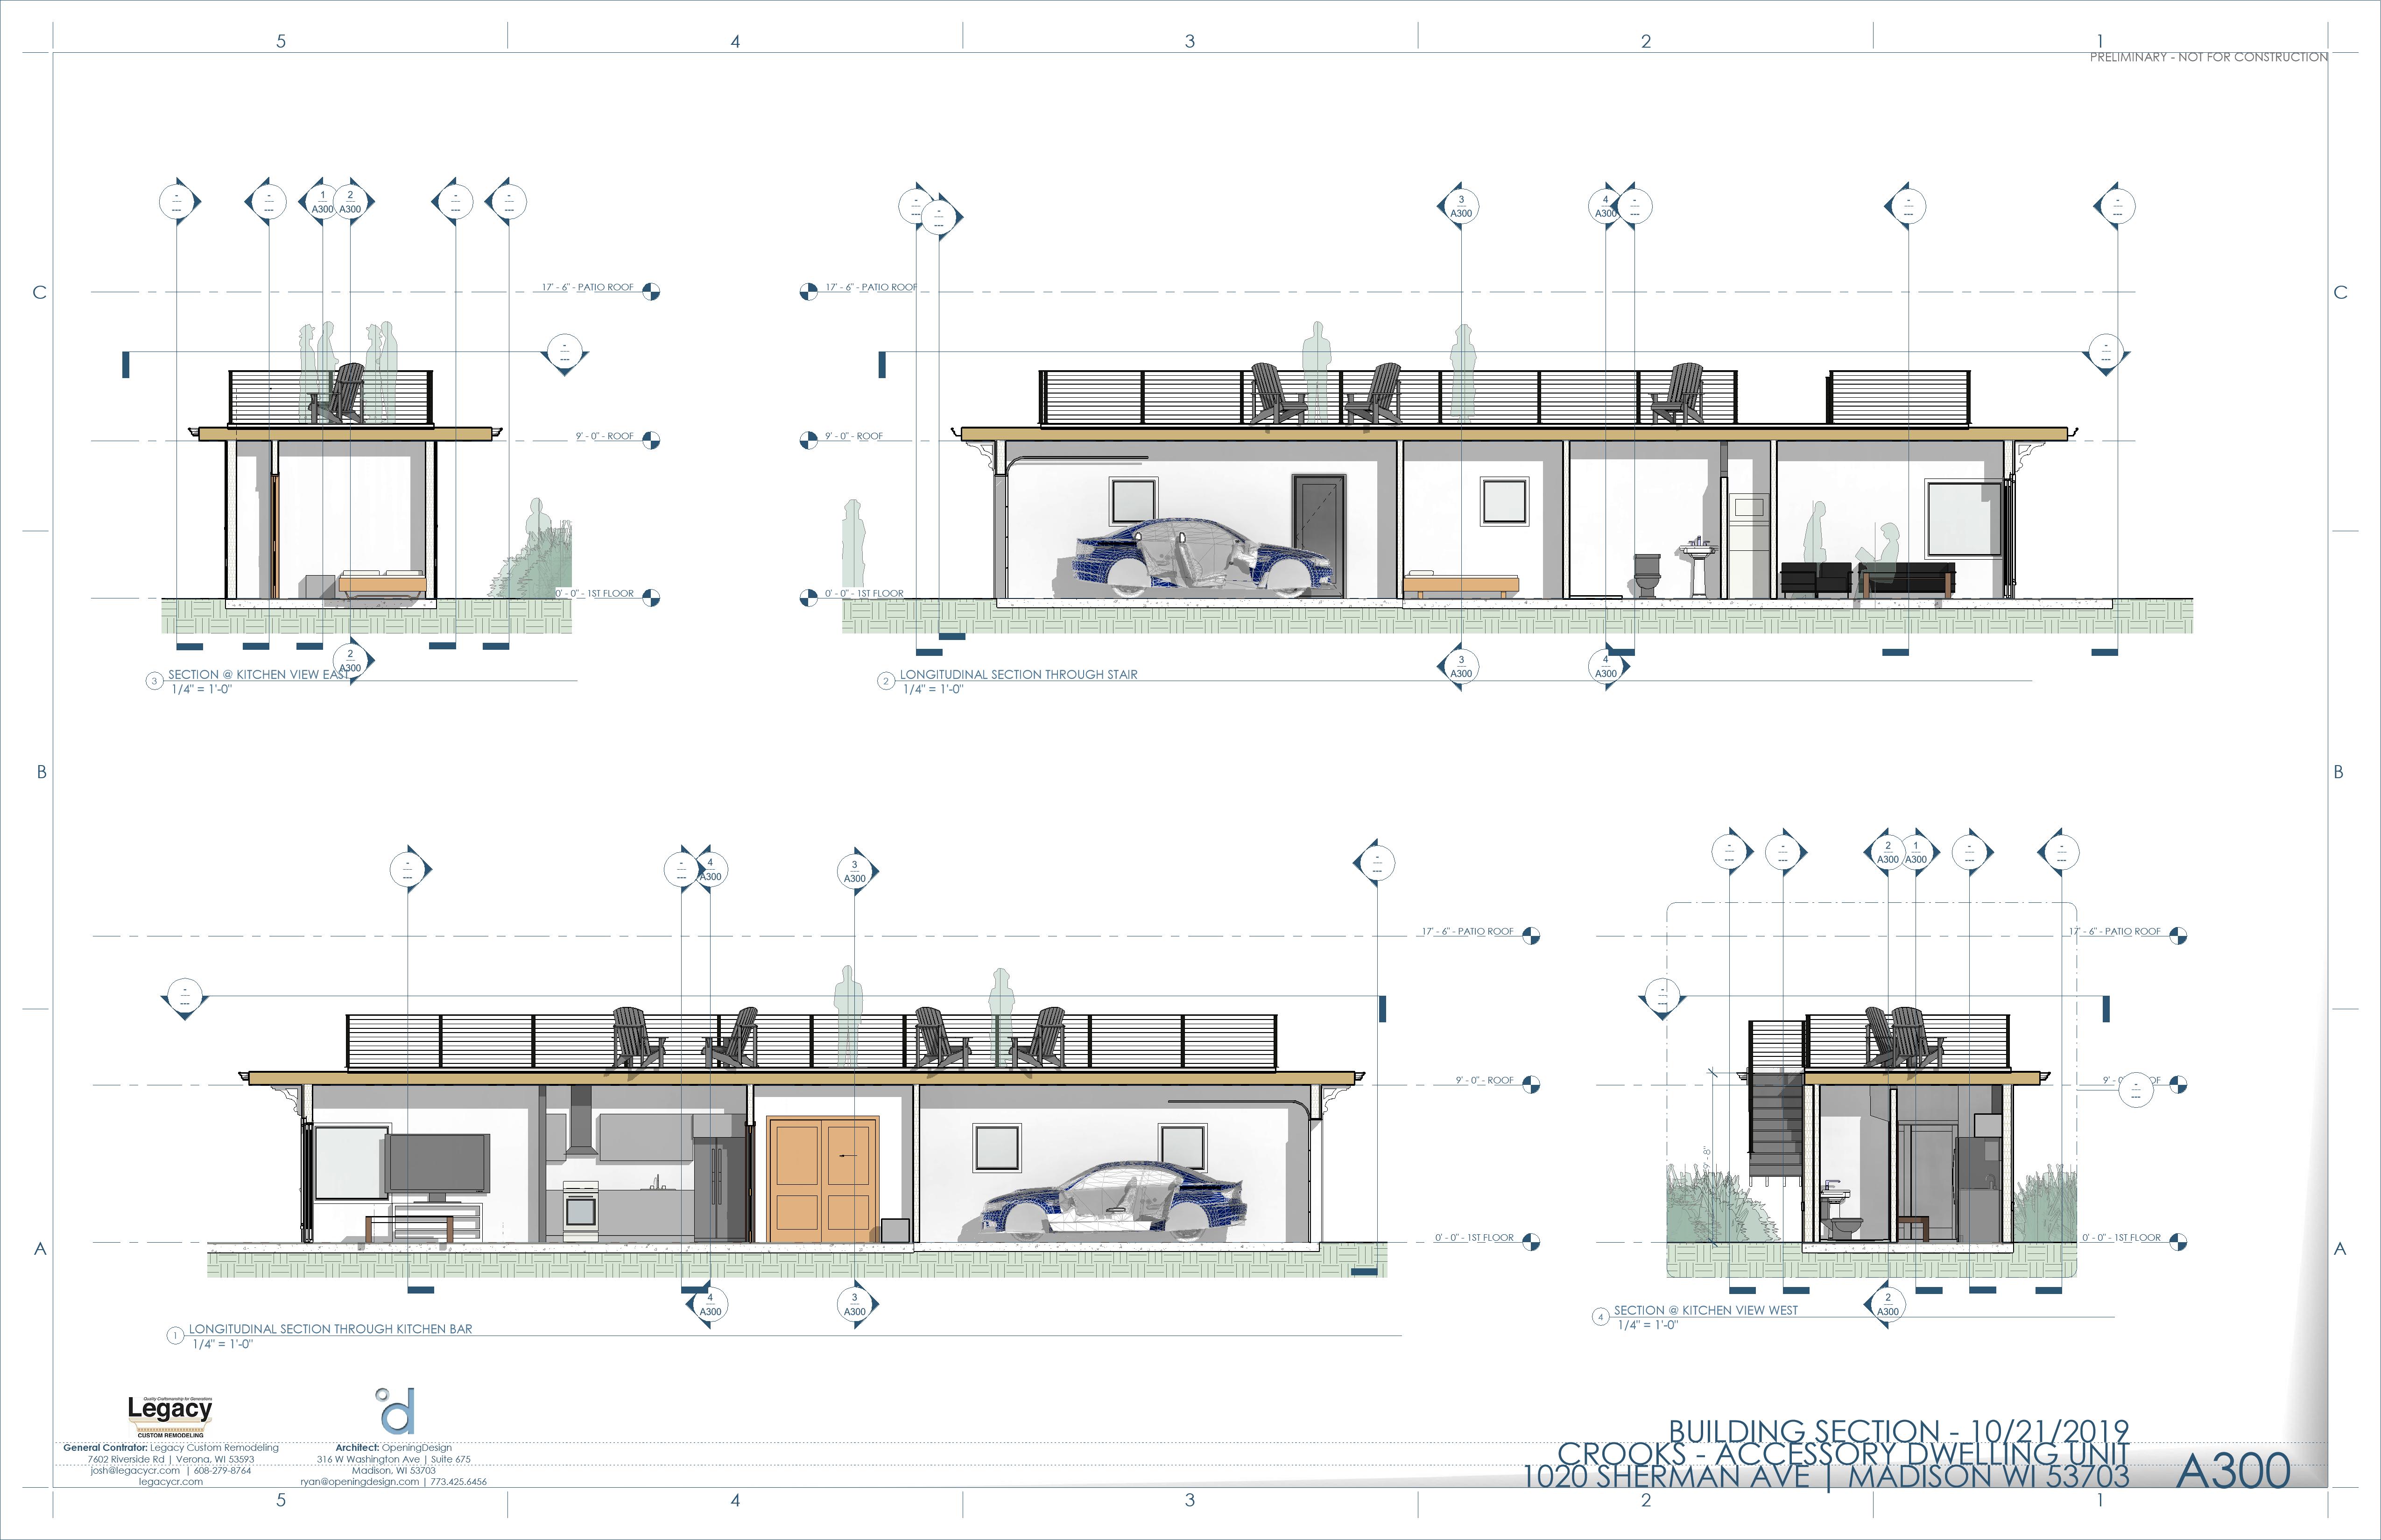 5
4
3
2
1
PRELIMINARY - NOT FOR CONSTRUCTION
C
C
B
B
A
A
-
---
-
---
1
A300
2
A300
-
---
-
---
17' - 6" - PATIO ROOF
-
---
9' - 0" - ROOF
0' - 0" - 1ST FLOOR
2
A300
3
SECTION @ KITCHEN VIEW EAST
1/4" = 1'-0"
-
---
-
---
3
A300
4
A300
-
---
-
---
-
---
17' - 6" - PATIO ROOF
-
---
9' - 0" - ROOF
0' - 0" - 1ST FLOOR
3
A300
4
A300
2
LONGITUDINAL SECTION THROUGH STAIR
1/4" = 1'-0"
-
---
-
---
4
A300
3
A300
-
---
17' - 6" - PATIO ROOF
-
---
9' - 0" - ROOF
0' - 0" - 1ST FLOOR
4
A300
3
A300
1
LONGITUDINAL SECTION THROUGH KITCHEN BAR
1/4" = 1'-0"
-
---
-
---
2
A300
1
A300
-
---
-
---
17' - 6" - PATIO ROOF
-
---
-
---
0' - 0" - 1ST FLOOR
2
A300
4
SECTION @ KITCHEN VIEW WEST
1/4" = 1'-0"
Quality Craftsmanship for Generations
Legacy
CUSTOM REMODELING
General Contrator: Legacy Custom Remodeling
7602 Riverside Rd | Verona, WI 53593
josh@legacycr.com | 608-279-8764
legacycr.com
d
Architect: OpeningDesign
316 W Washington Ave | Suite 675
Madison, WI 53703
ryan@openingdesign.com | 773.425.6456
BUILDING SECTION - 10/21/2019
CROOKS - ACCESSORY DWELLING UNIT
1020 SHERMAN AVE | MADISON WI 53703
A300
5
4
3
2
1